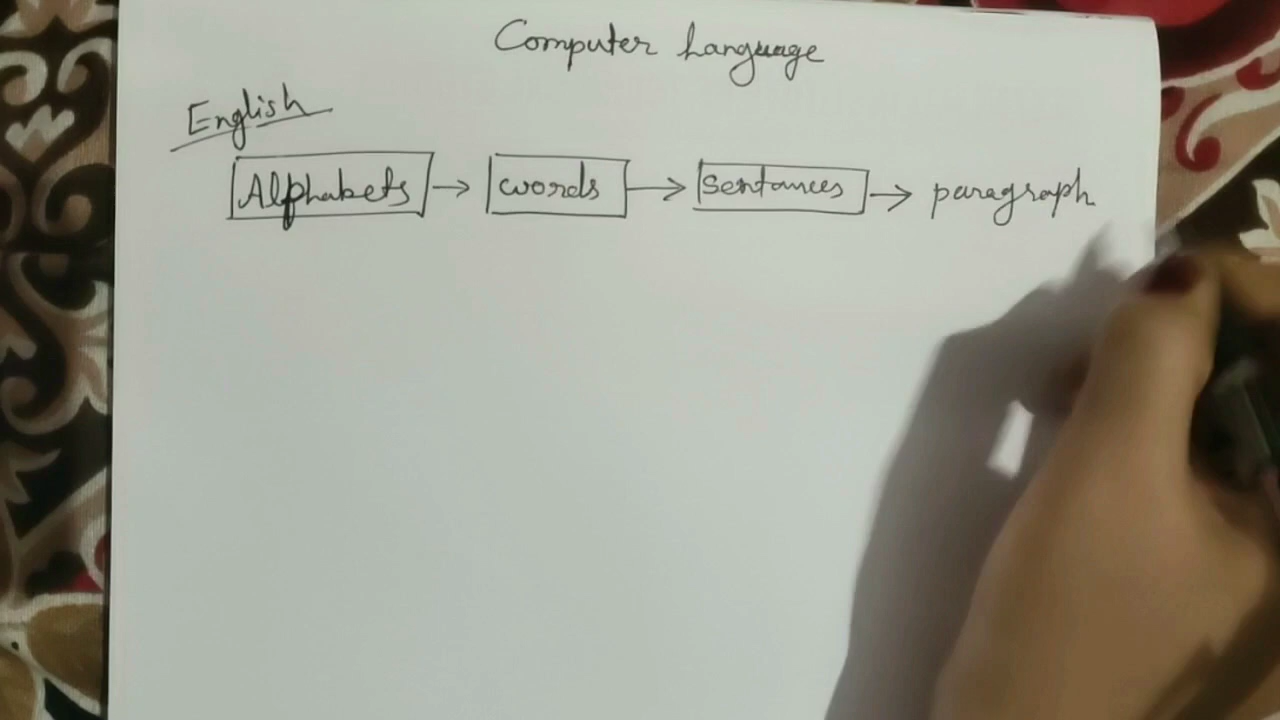 Computer Language
English
Alphabets → words → Sentances → paragraph